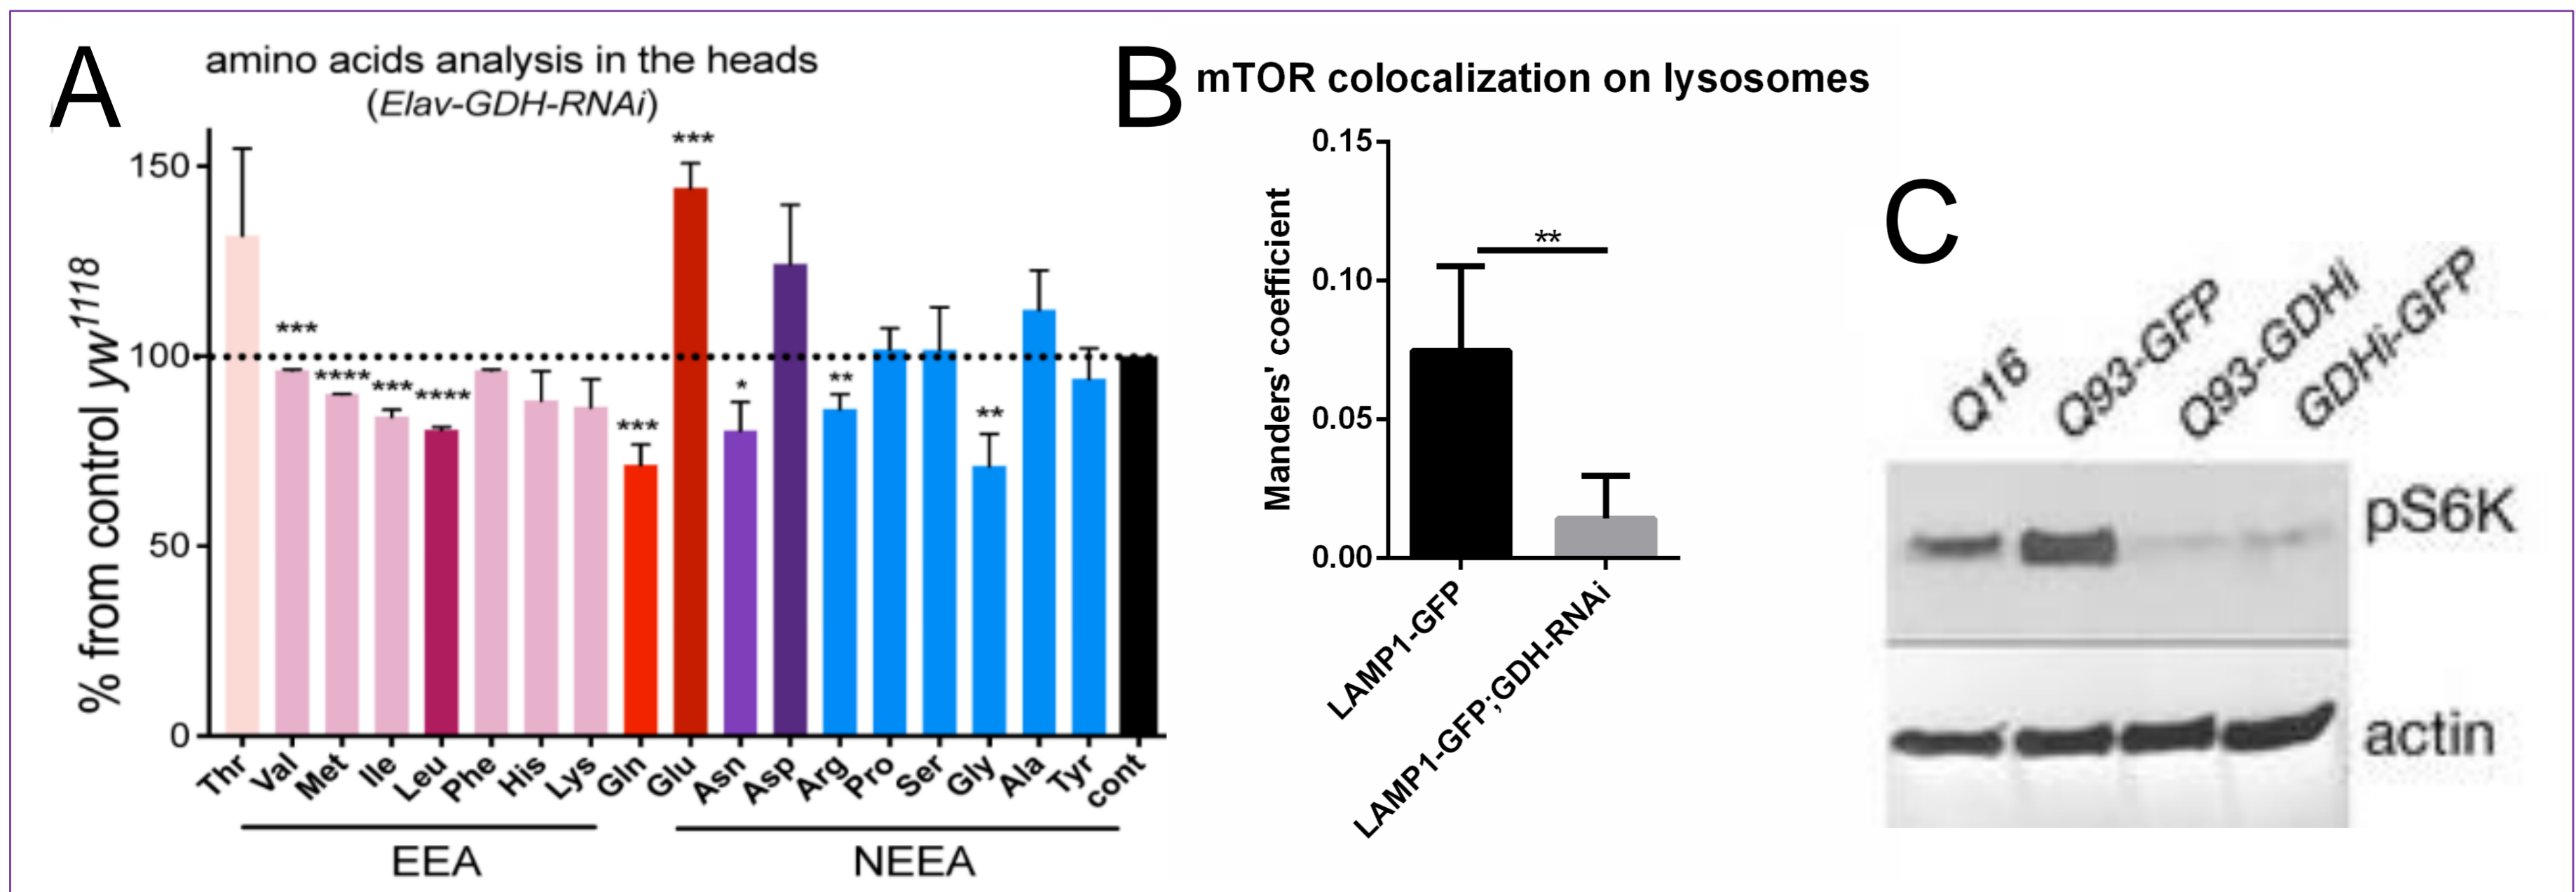 A
amino acids analysis in the heads
(Elav-GDH-RNAi)
% from control yw1118
150
100
50
0
***
***
****
***
****
***
*
**
**
Thr
Val
Met
Ile
Leu
Phe
His
Lys
Gln
Glu
Asn
Asp
Arg
Pro
Ser
Gly
Ala
Tyr
cont
EEA
NEEA
B
mTOR colocalization on lysosomes
Manders' coefficient
0.15
0.10
0.05
0.00
**
LAMP1-GFP
LAMP1-GFP;GDH-RNAi
C
Q16
Q93-GFP
Q93-GDHi
GDHi-GFP
pS6K
actin